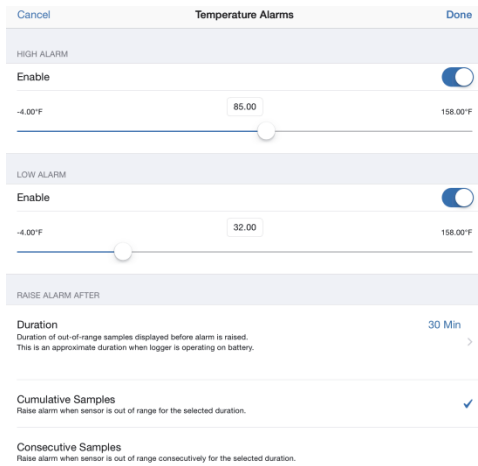 Cancel Temperature Alarms Done
HIGH ALARM
Enable
-4.00°F 85.00 158.00°F
LOW ALARM
Enable
-4.00°F 32.00 158.00°F
RAISE ALARM AFTER
Duration 30 Min
Duration of out-of-range samples displayed before alarm is raised.
This is an approximate duration when logger is operating on battery.
Cumulative Samples
Raise alarm when sensor is out of range for the selected duration.
Consecutive Samples
Raise alarm when sensor is out of range consecutively for the selected duration.